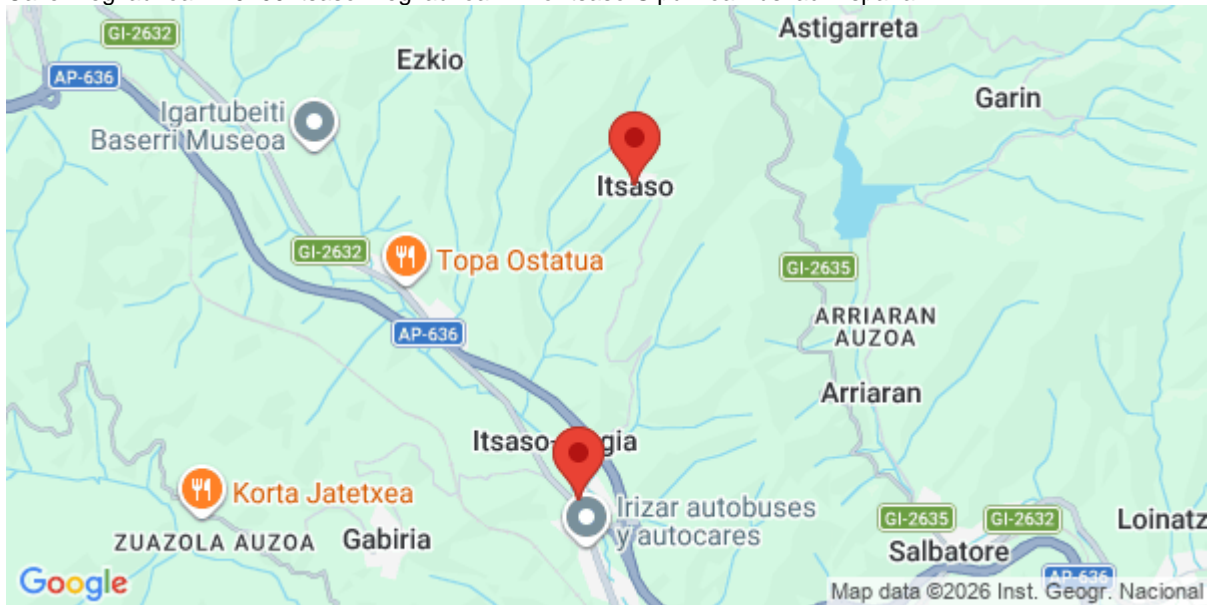 GI-2632
Ezkio
Astigarreta
AP-636
Igartubeiti
Baserri Museoa
Garin
Itsaso
GI-2632
Topa Ostatua
GI-2635
ARRIARAN
AUZOA
AP-636
Arriaran
Korta Jatetxea
Irizar autobuses
y autocares
GI-2635
GI-2632
Loinatz
ZUAZOLA AUZOA
Gabiria
Salbatore
AP-636
Google
Map data ©2026 Inst. Geogr. Nacional